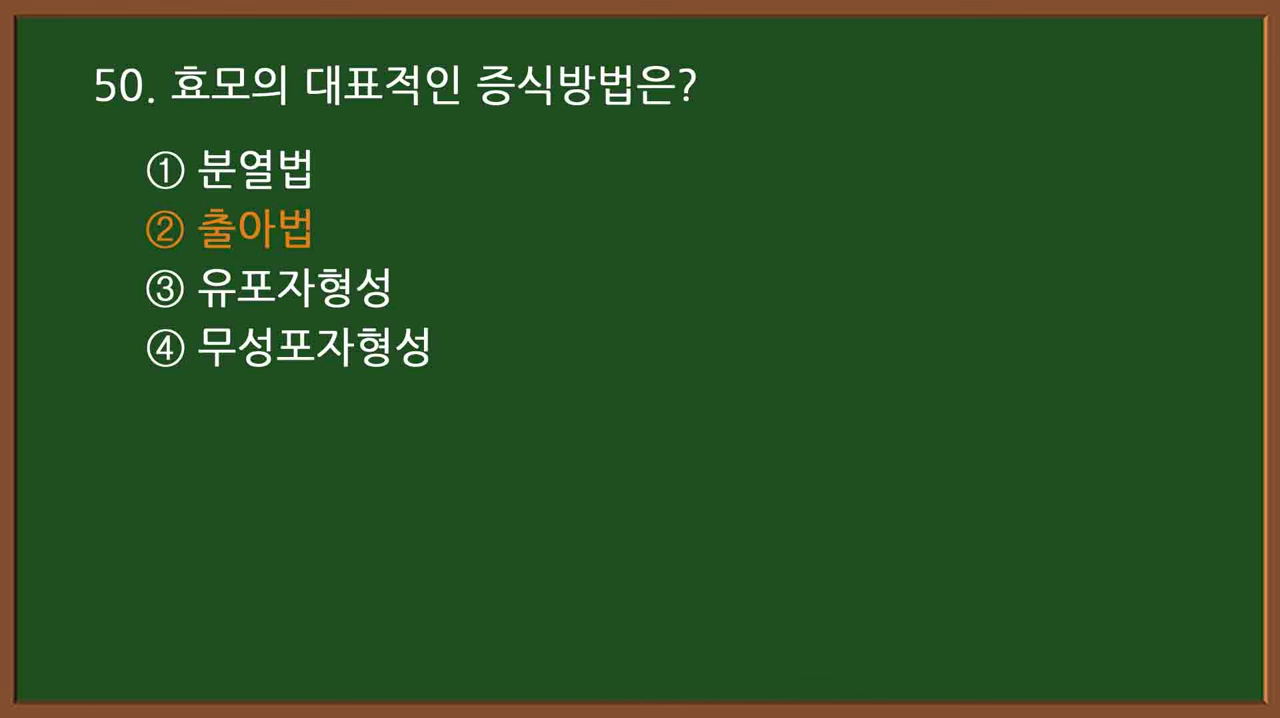 50. 효모의 대표적인 증식방법은?
① 분열법
② 출아법
③ 유포자형성
④ 무성포자형성